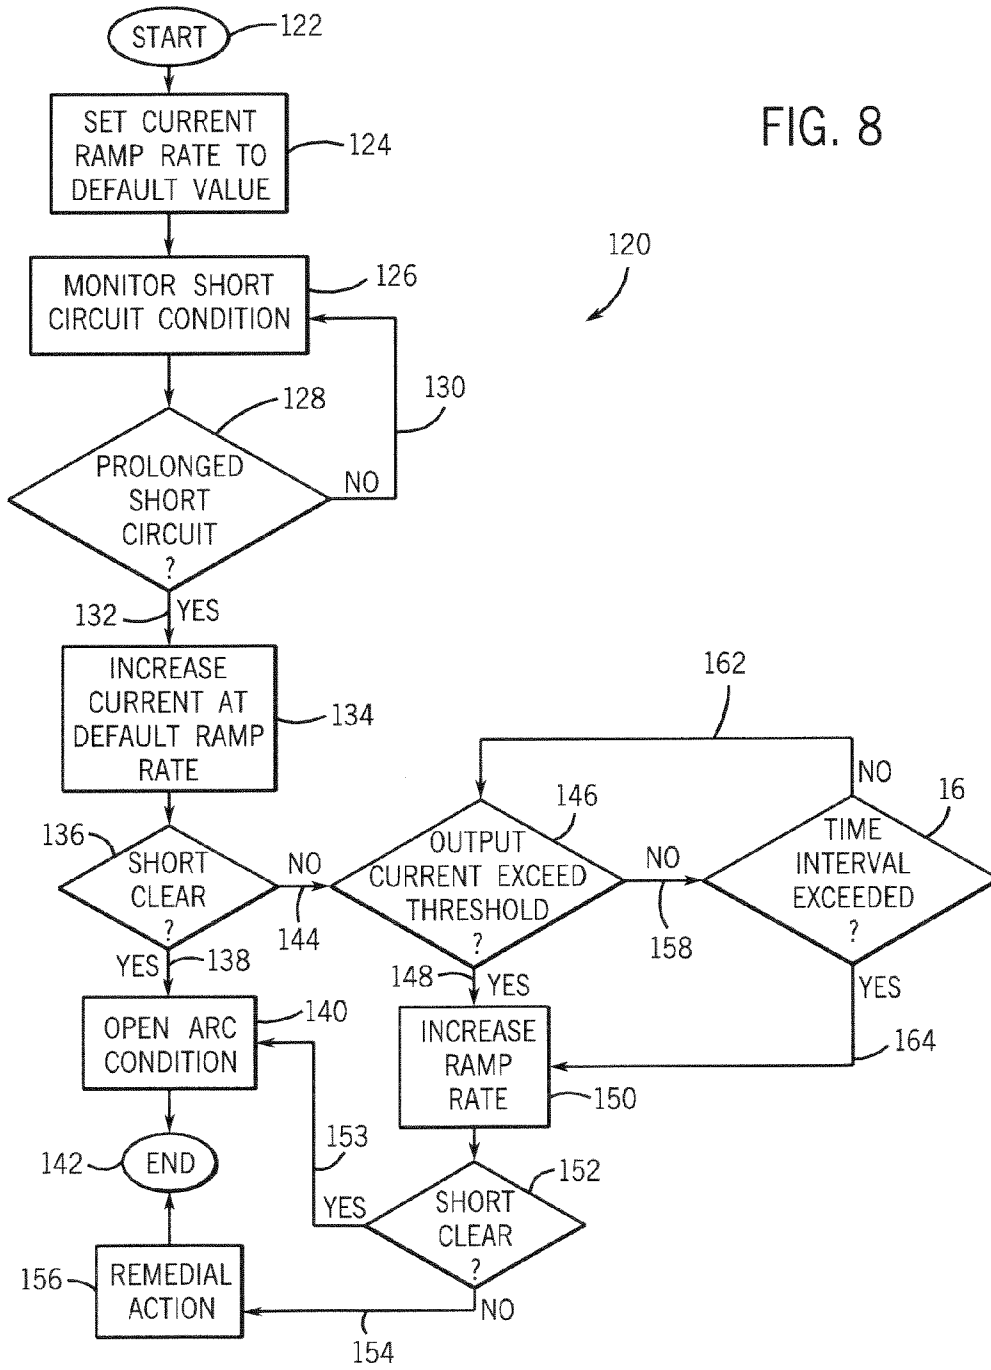 START
122
SET CURRENT
RAMP RATE TO
DEFAULT VALUE
124
FIG. 8
120
MONITOR SHORT
CIRCUIT CONDITION
126
130
128
PROLONGED
SHORT
CIRCUIT
?
NO
132
YES
INCREASE
CURRENT AT
DEFAULT RAMP
RATE
134
162
136
SHORT
CLEAR
?
NO
144
146
OUTPUT
CURRENT EXCEED
THRESHOLD
?
NO
158
NO
16
TIME
INTERVAL
EXCEEDED
?
YES
138
148
YES
YES
164
OPEN ARC
CONDITION
140
INCREASE
RAMP
RATE
150
153
142
END
YES
152
SHORT
CLEAR
?
NO
156
REMEDIAL
ACTION
154